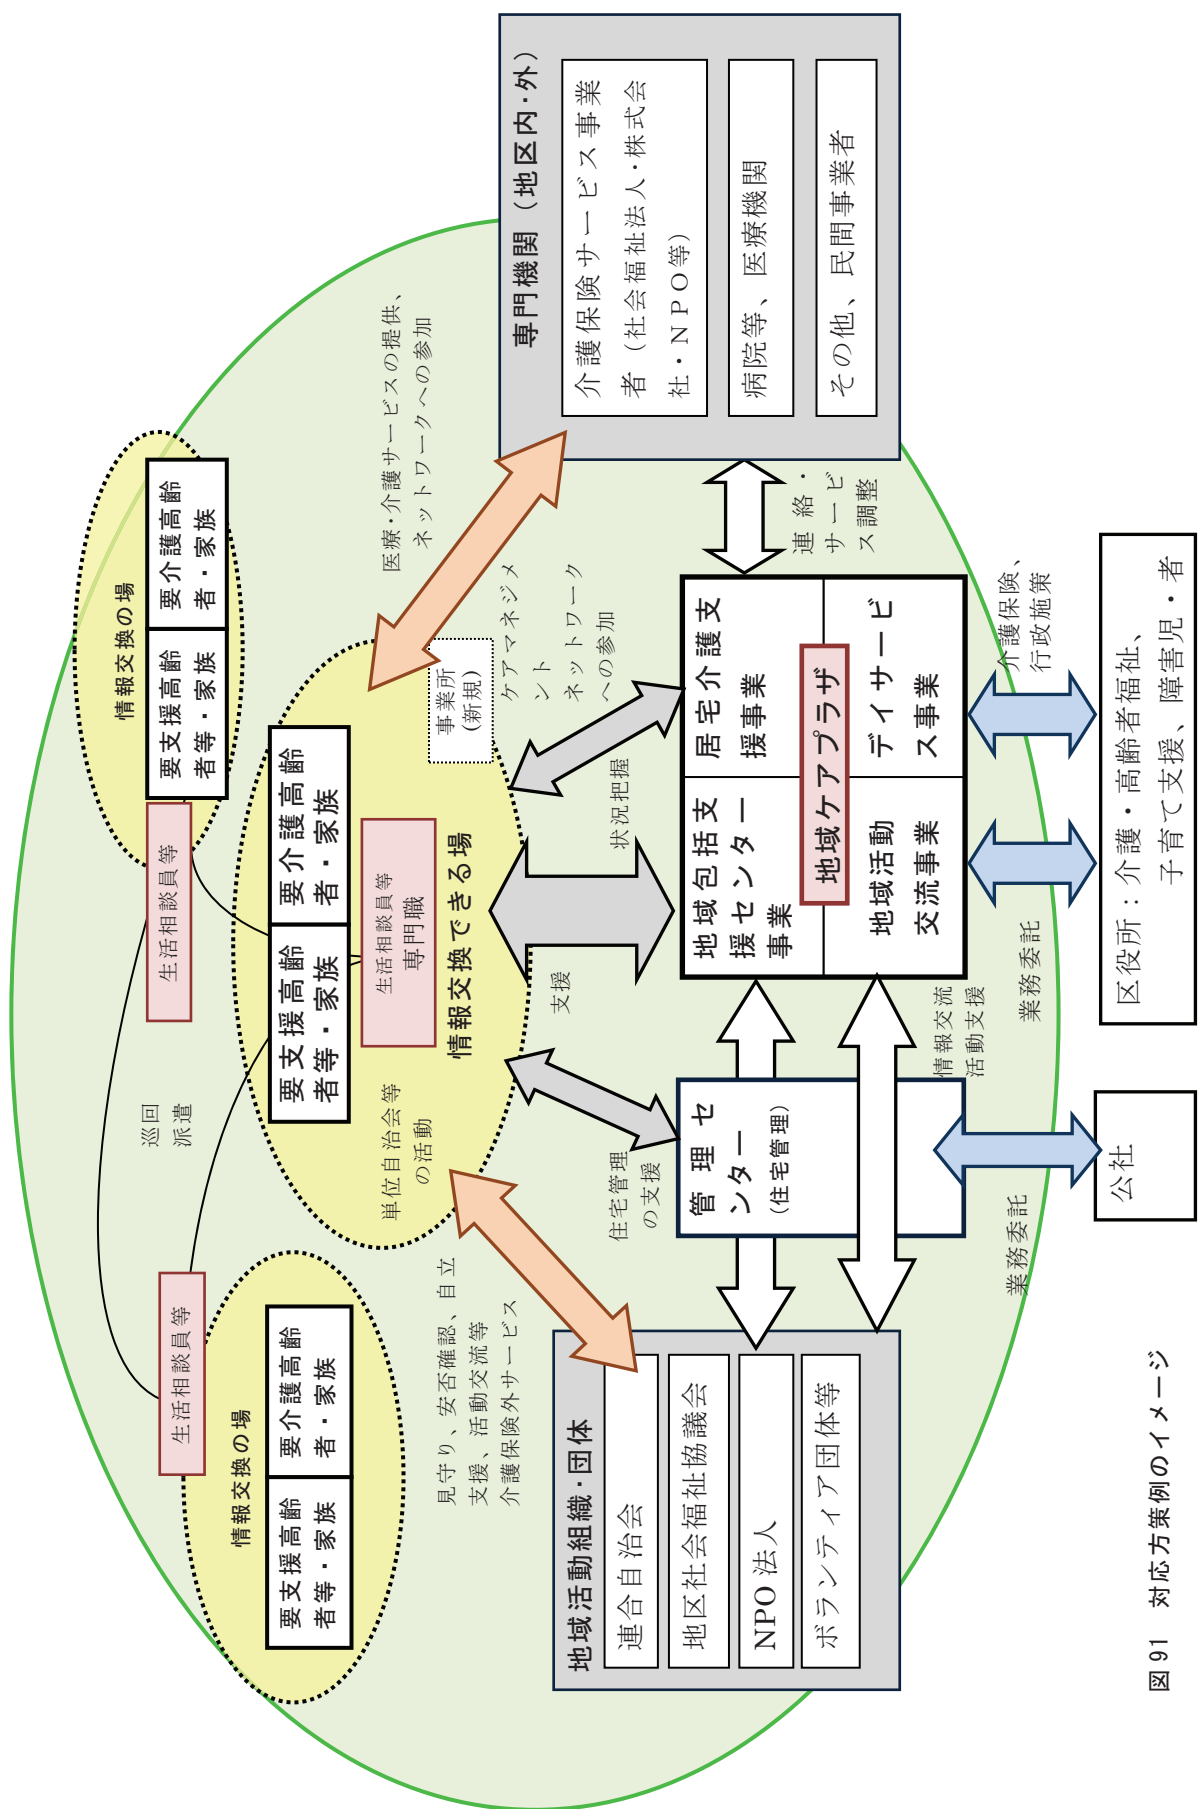 情報交換の場
要支援高齢
者等・家族
要介護高齢
者・家族
生活相談員等
巡回
派遣
生活相談員等
情報交換の場
要支援高齢
者等・家族
要介護高齢
者・家族
要支援高齢
者等・家族
要介護高齢
者・家族
生活相談員等
専門職
情報交換できる場
単位自治会等
の活動
事業所
(新規)
医療・介護サービスの提供、
ネットワークへの参加
見守り、安否確認、自立
支援、活動交流等
介護保険外サービス
ケアマネジメ
ント
ネットワーク
への参加
住宅管理
の支援
支援
状況把握
地域活動組織・団体
連合自治会
地区社会福祉協議会
NPO 法人
ボランティア団体等
管理セ
ンター
(住宅管理)
地域包括支
援センター
事業
居宅介護支
援事業
地域ケアプラザ
地域活動
交流事業
デイサービ
ス事業
連絡・
サービ
ス調整
専門機関（地区内・外）
介護保険サービス事業
者（社会福祉法人・株式会
社・ＮＰＯ等）
病院等、医療機関
その他、民間事業者
情報交流
活動支援
業務委託
業務委託
介護保険、
行政施策
公社
区役所：介護・高齢者福祉、
子育て支援、障害児・者
図 91　対応方策例のイメージ